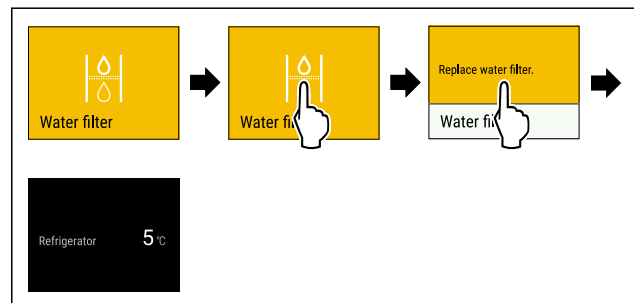 Water filter
Water fi
Replace water filter.
Water fi
Refrigerator 5 °C